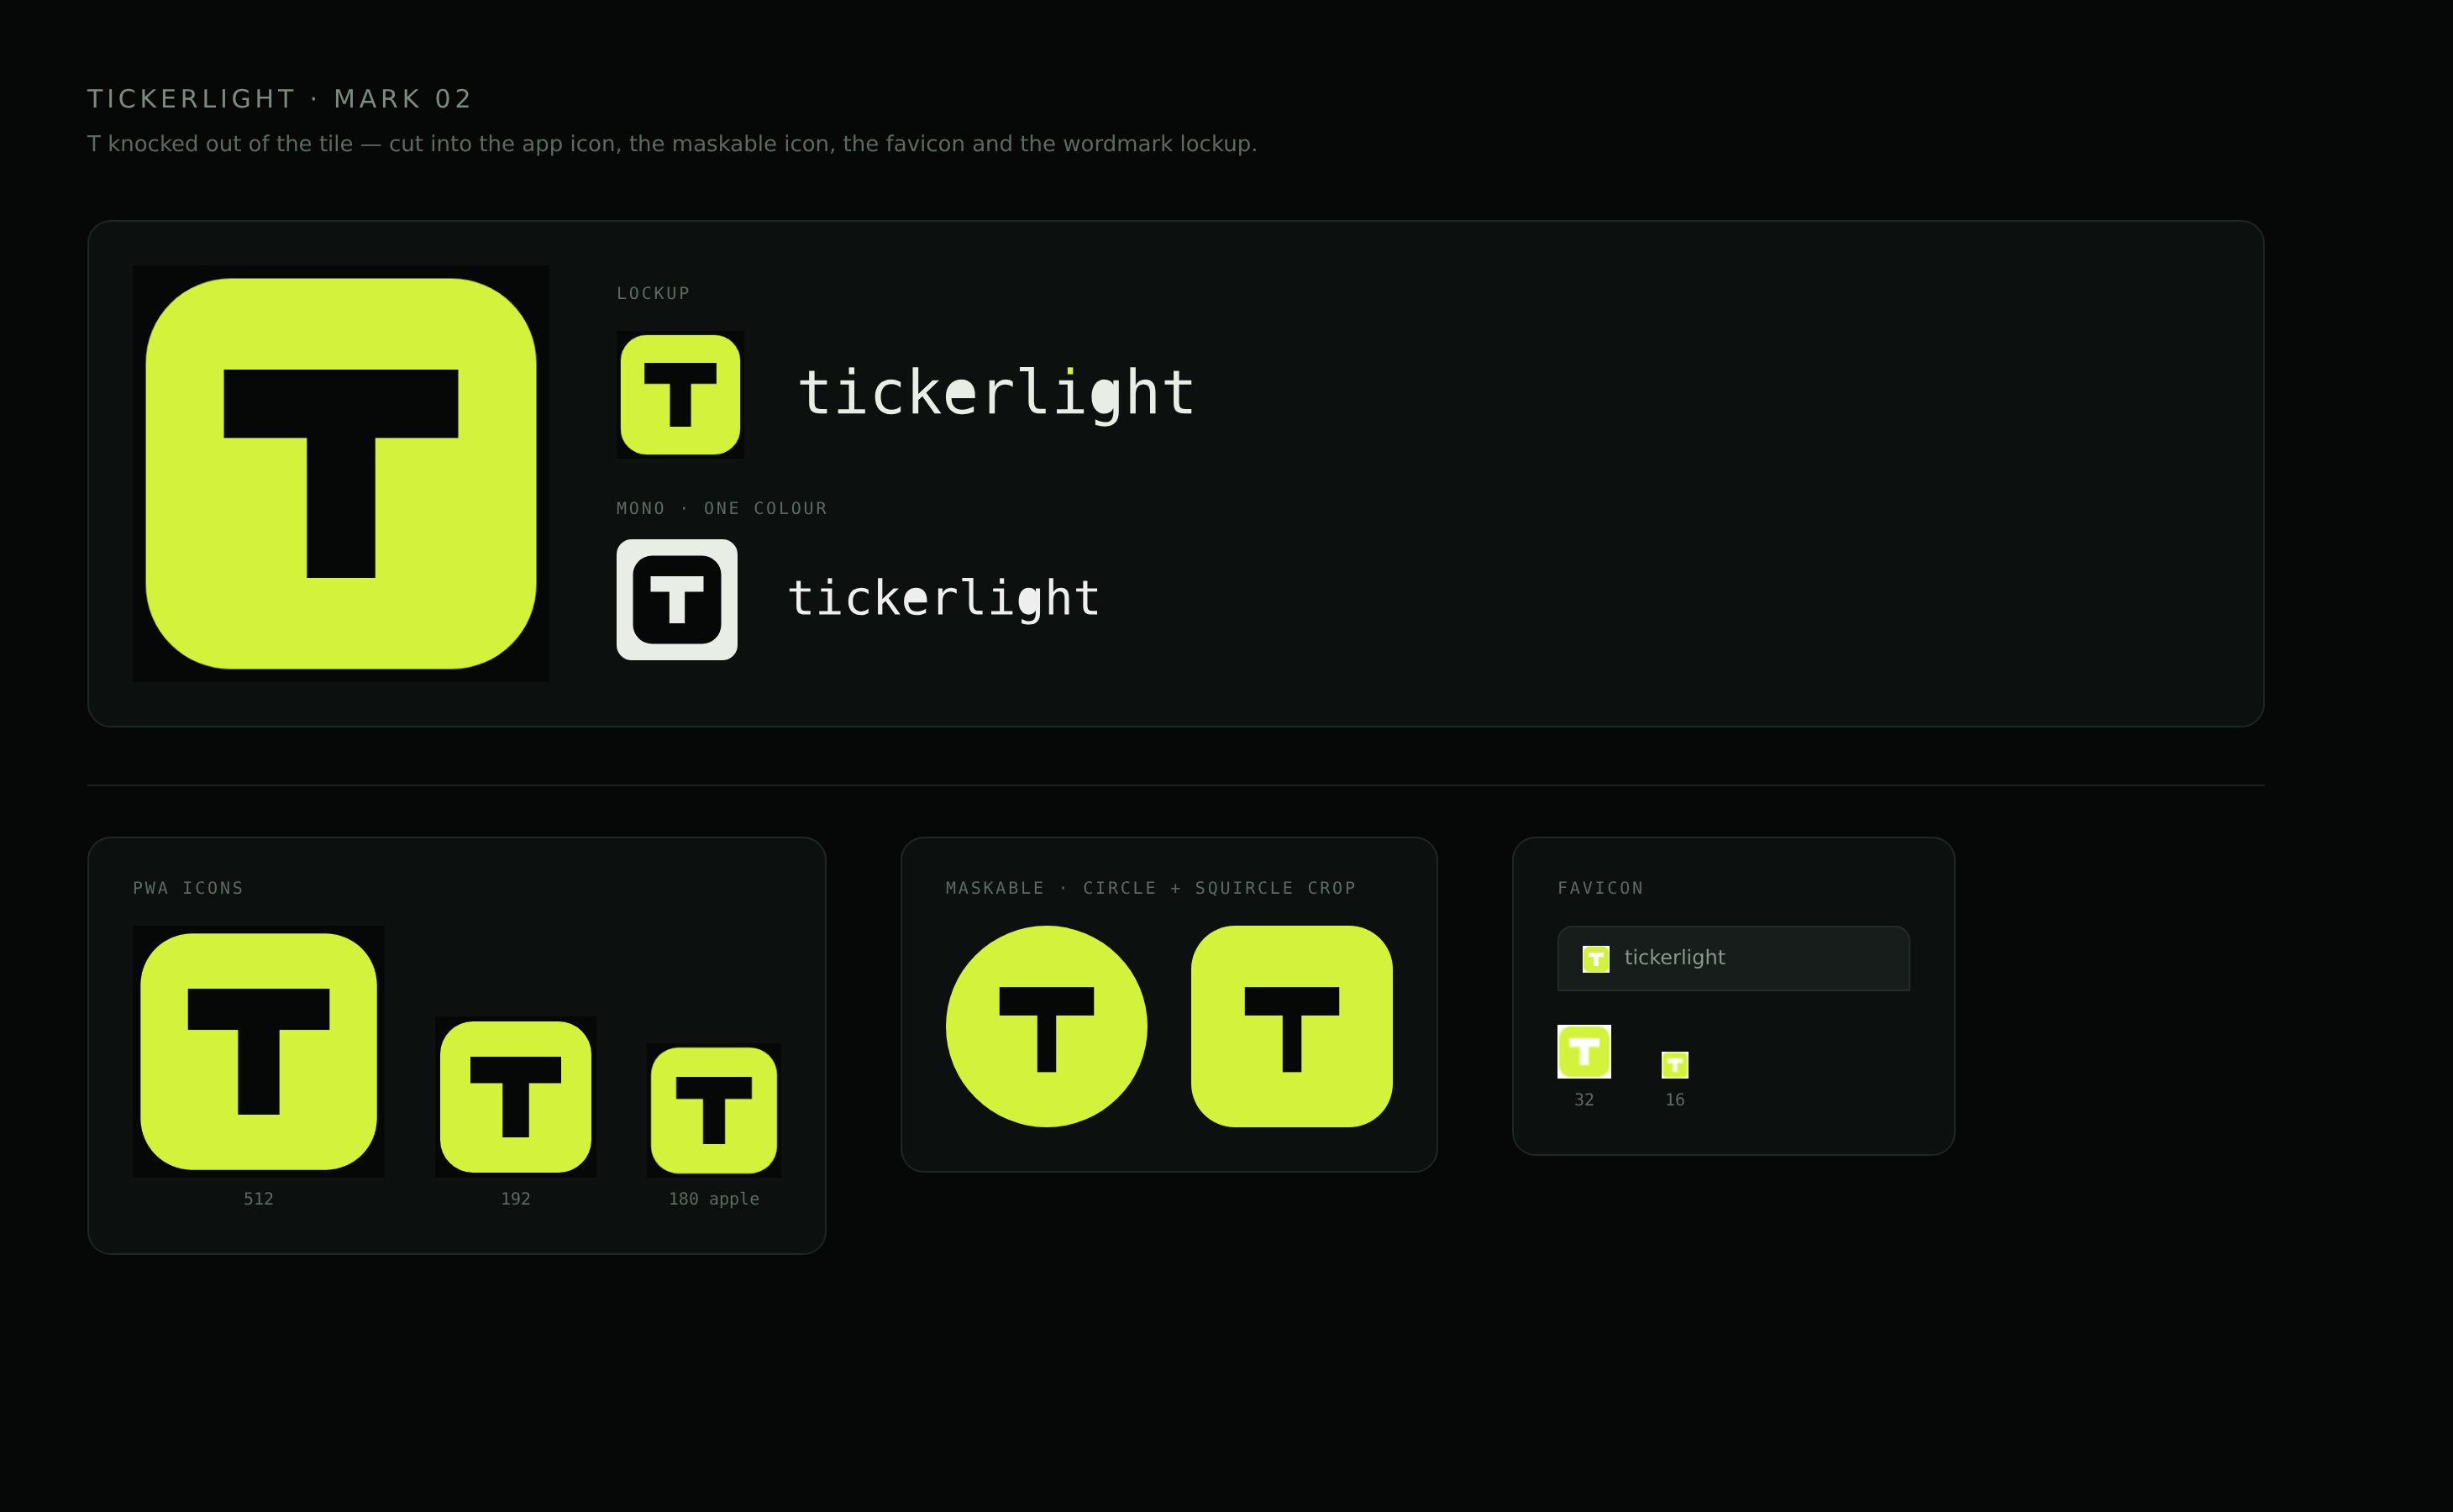 TICKERLIGHT · MARK 02
T knocked out of the tile — cut into the app icon, the maskable icon, the favicon and the wordmark lockup.
T
LOCKUP
T tickerlight
MONO · ONE COLOUR
T tickerlight
PWA ICONS
T T T
512 192 180 apple
MASKABLE · CIRCLE + SQUIRCLE CROP
T T
FAVICON
T tickerlight
T T
32 16